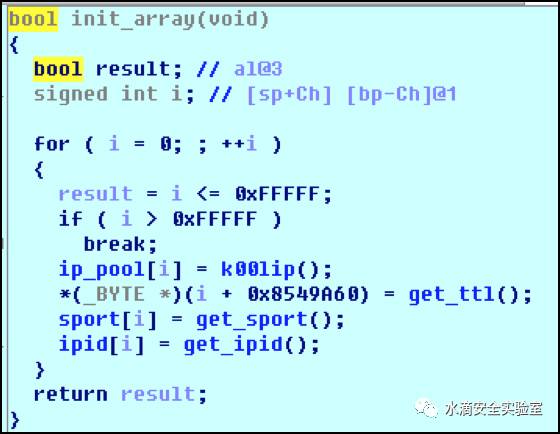 bool init_array(void)
{
  bool result; // al@3
  signed int i; // [sp+Ch] [bp-Ch]@1

  for ( i = 0; ; ++i )
  {
    result = i <= 0xFFFFF;
    if ( i > 0xFFFFF )
      break;
    ip_pool[i] = k00lip();
    *(_BYTE *)(i + 0x8549A60) = get_ttl();
    sport[i] = get_sport();
    ipid[i] = get_ipid();
  }
  return result;
}
水滴安全实验室